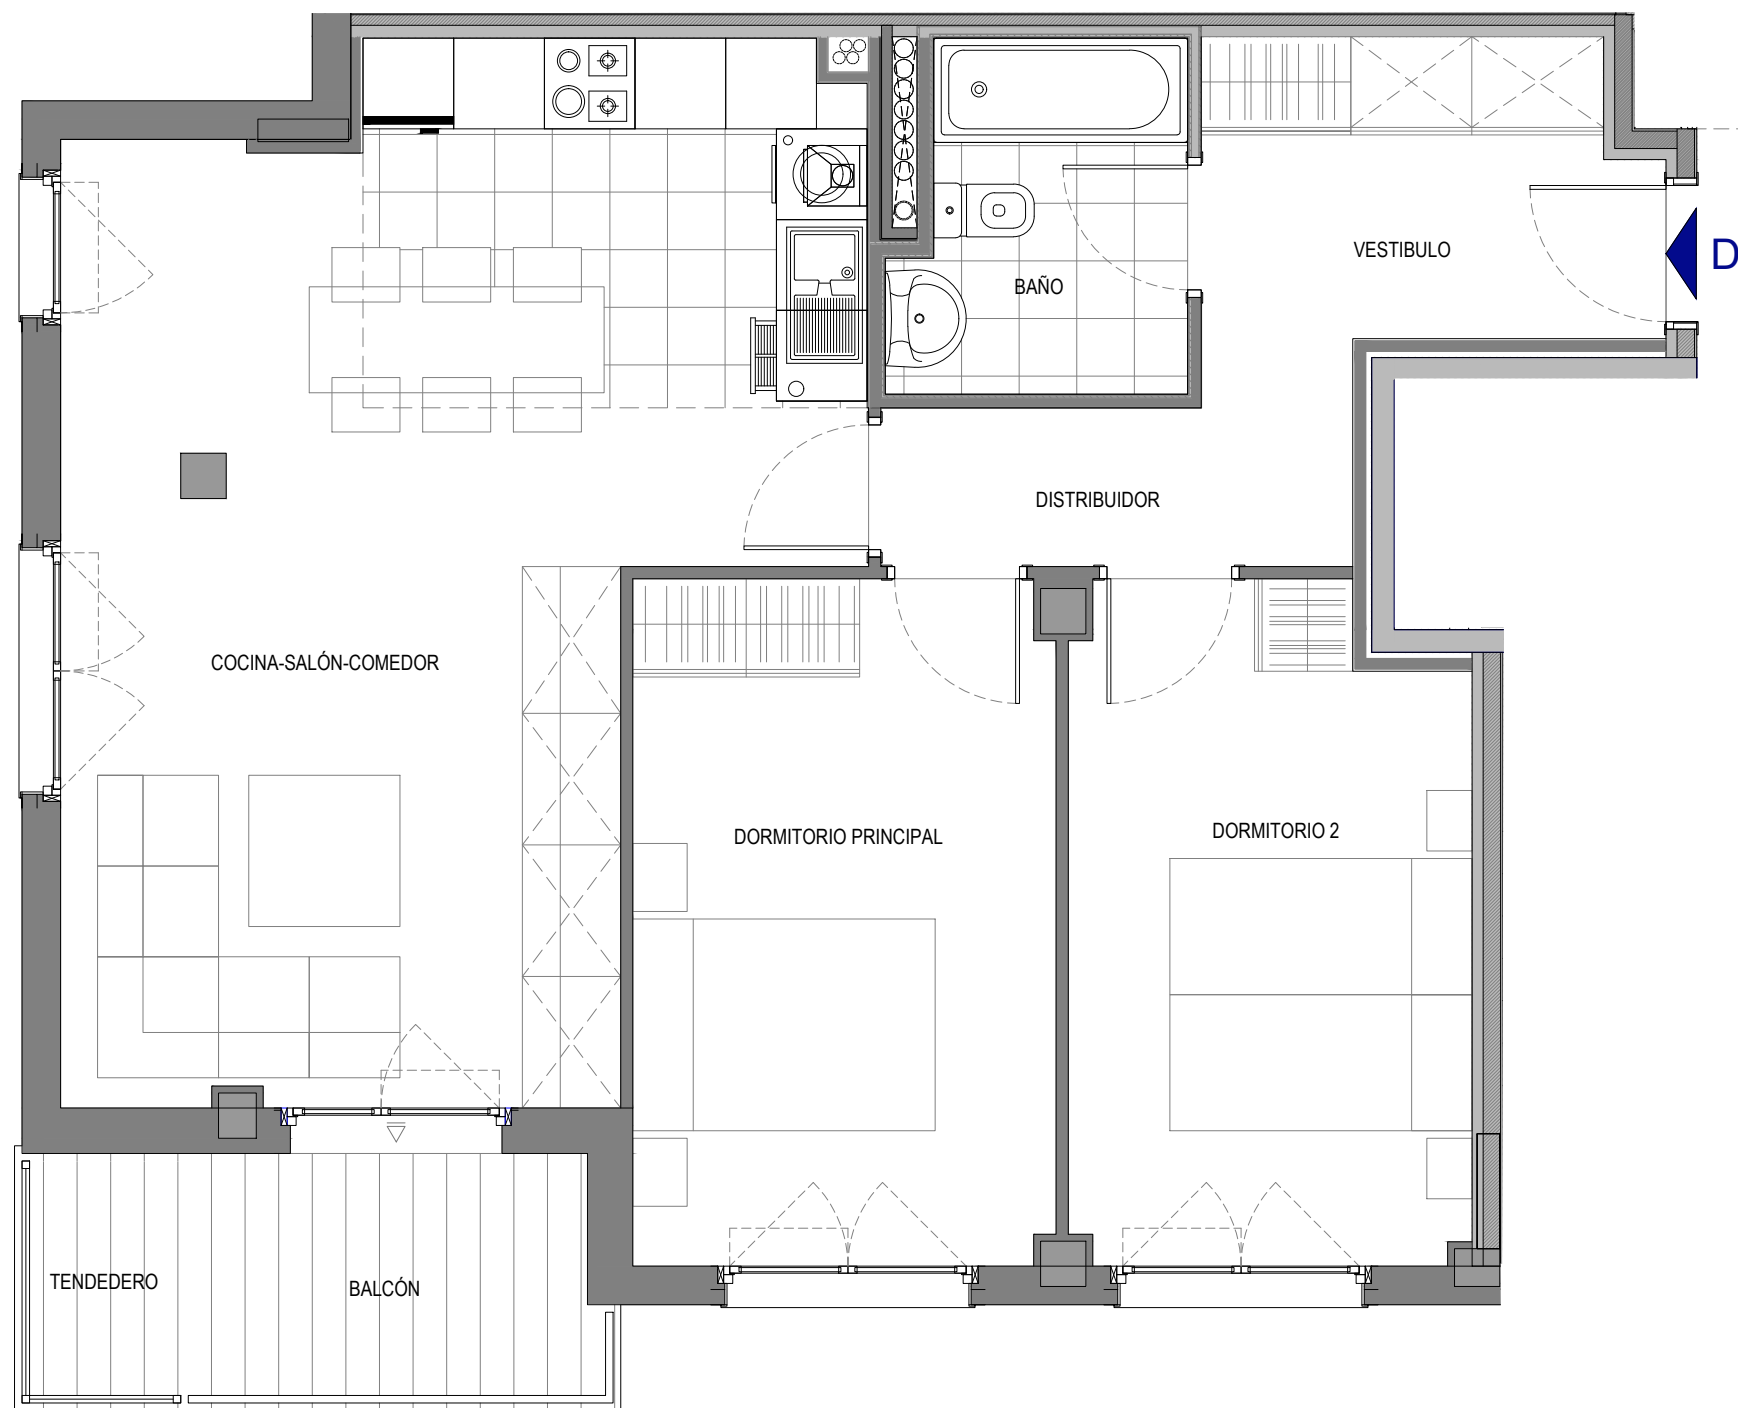 VESTIBULO
D
BAÑO
DISTRIBUIDOR
COCINA-SALÓN-COMEDOR
DORMITORIO PRINCIPAL
DORMITORIO 2
TENDEDERO
BALCÓN